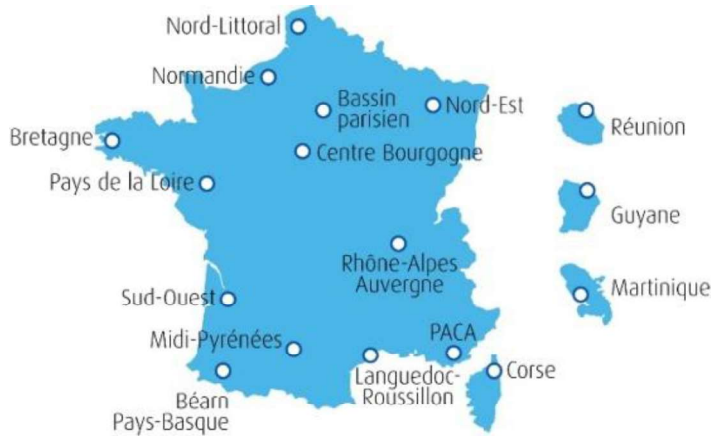 Nord-Littoral
Normandie
Bassin
parisien
Nord-Est
Réunion
Bretagne
Centre Bourgogne
Pays de la Loire
Guyane
Rhône-Alpes
Auvergne
Martinique
Sud-Ouest
PACA
Midi-Pyrénées
Languedoc-
Roussillon
Corse
Béarn
Pays-Basque